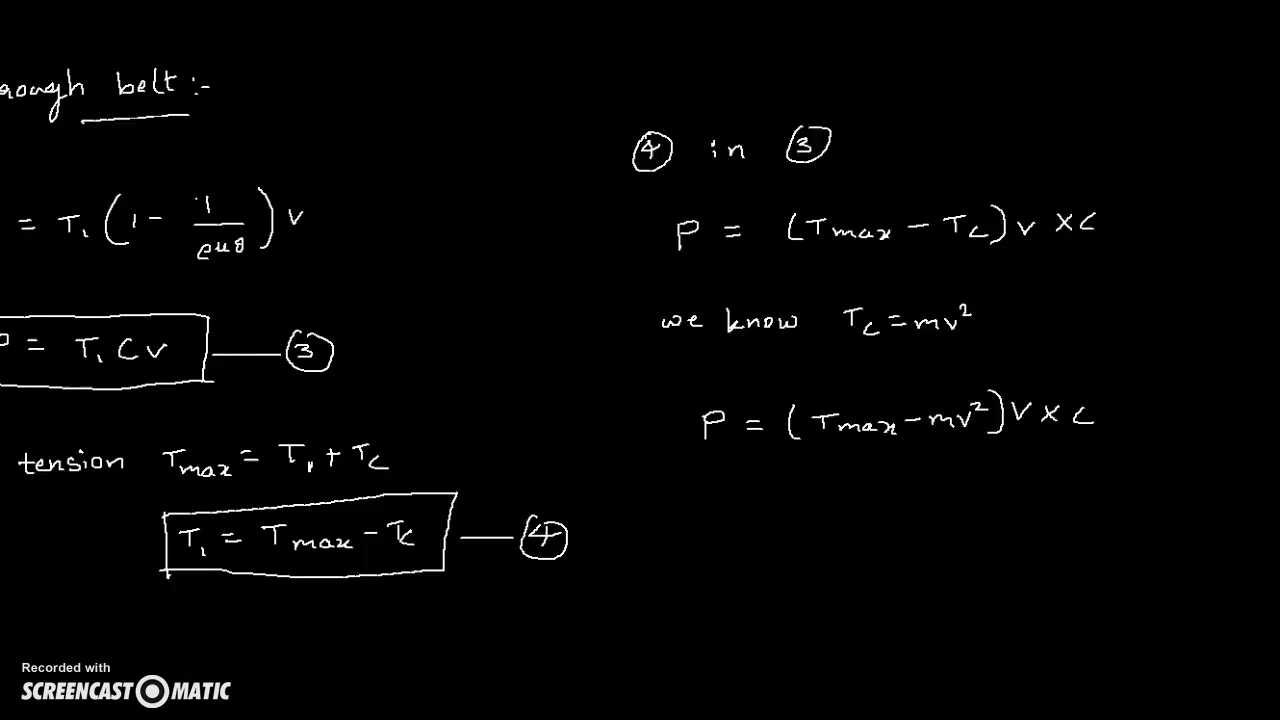 rough belt :-
= T₁ (1 - 1/e^μθ) v
P = T₁ C v —— ③
tension Tmax = T₁ + Tc
T₁ = Tmax - Tc —— ④
④ in ③
P = (Tmax - Tc) v × C
we know Tc = mv²
P = (Tmax - mv²) v × C
Recorded with
SCREENCAST MATIC